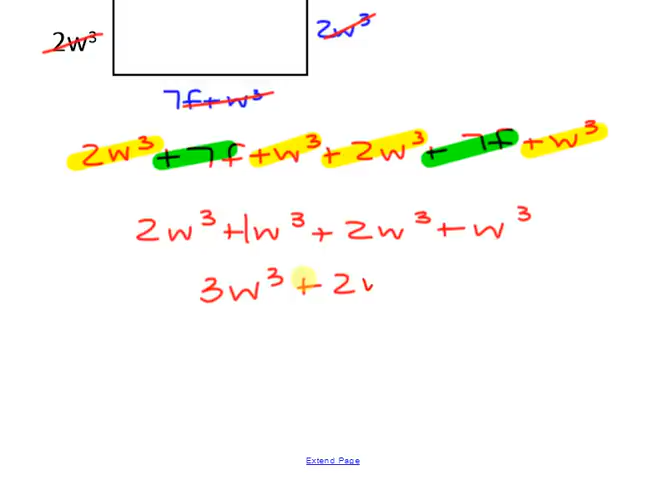 2w³ 2w³
7f+w³
2w³ + 7f + w³ + 2w³ + 7f + w³
2w³ + 1w³ + 2w³ + w³
3w³ + 2
Extend Page